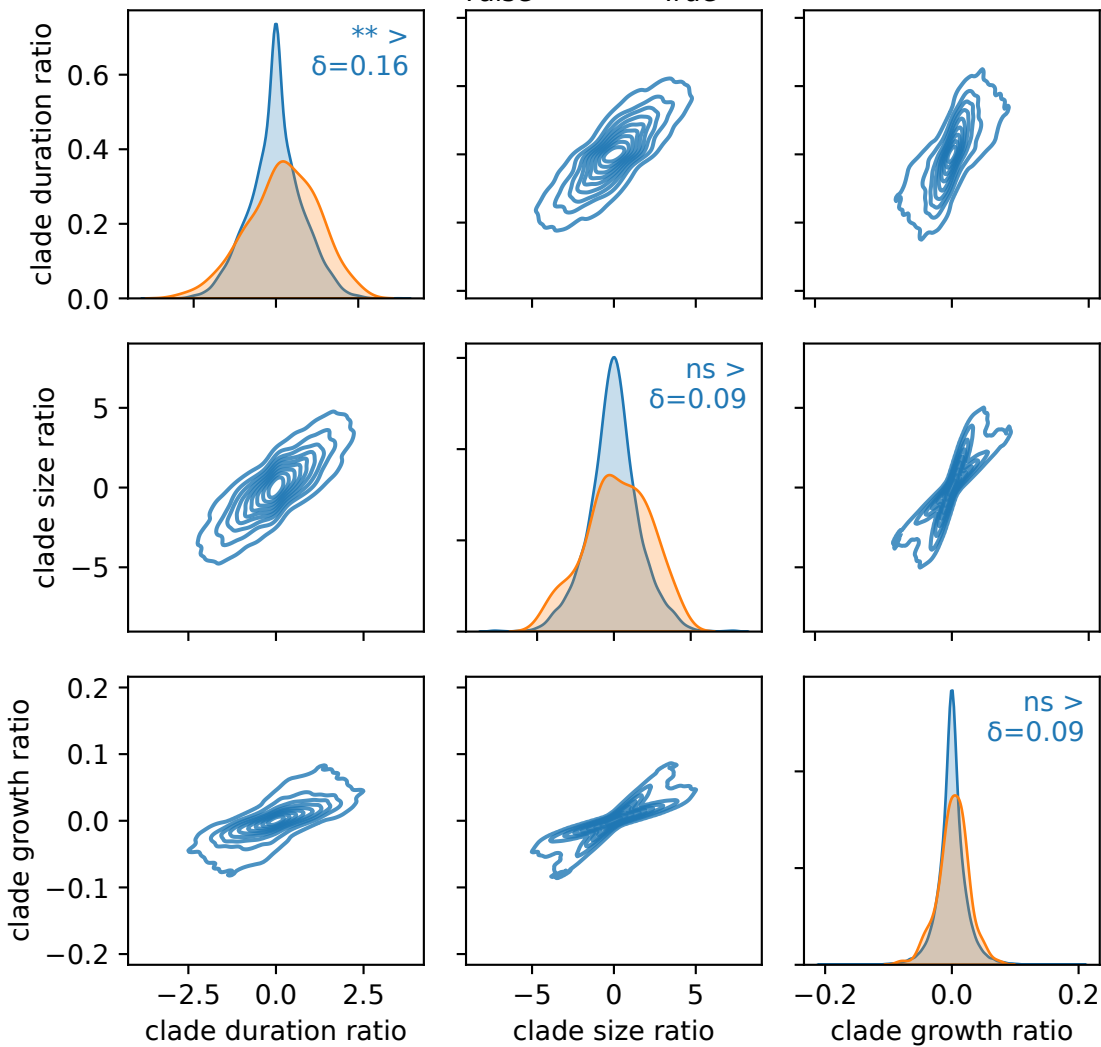 clade duration ratio
0.6
0.4
0.2
0.0
** >
δ=0.16
clade size ratio
5
0
−5
ns >
δ=0.09
clade growth ratio
0.2
0.1
0.0
−0.1
−0.2
ns >
δ=0.09
−2.5
0.0
2.5
−5
0
5
−0.2
0.0
0.2
clade duration ratio
clade size ratio
clade growth ratio